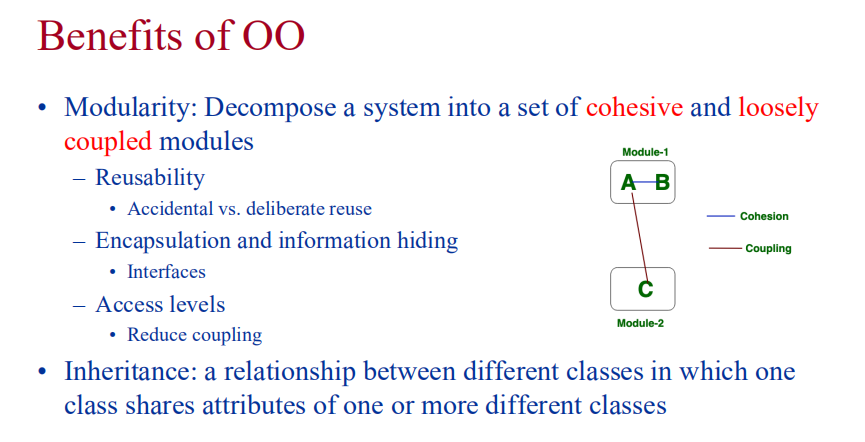 Benefits of OO
• Modularity: Decompose a system into a set of cohesive and loosely
coupled modules
– Reusability
• Accidental vs. deliberate reuse
– Encapsulation and information hiding
• Interfaces
– Access levels
• Reduce coupling
• Inheritance: a relationship between different classes in which one
class shares attributes of one or more different classes
Module-1
A B
C
Module-2
Cohesion
Coupling